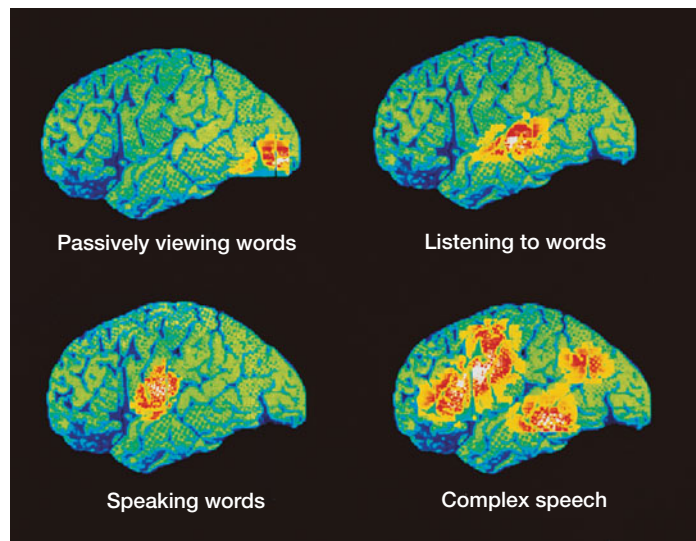 Passively viewing words
Listening to words
Speaking words
Complex speech